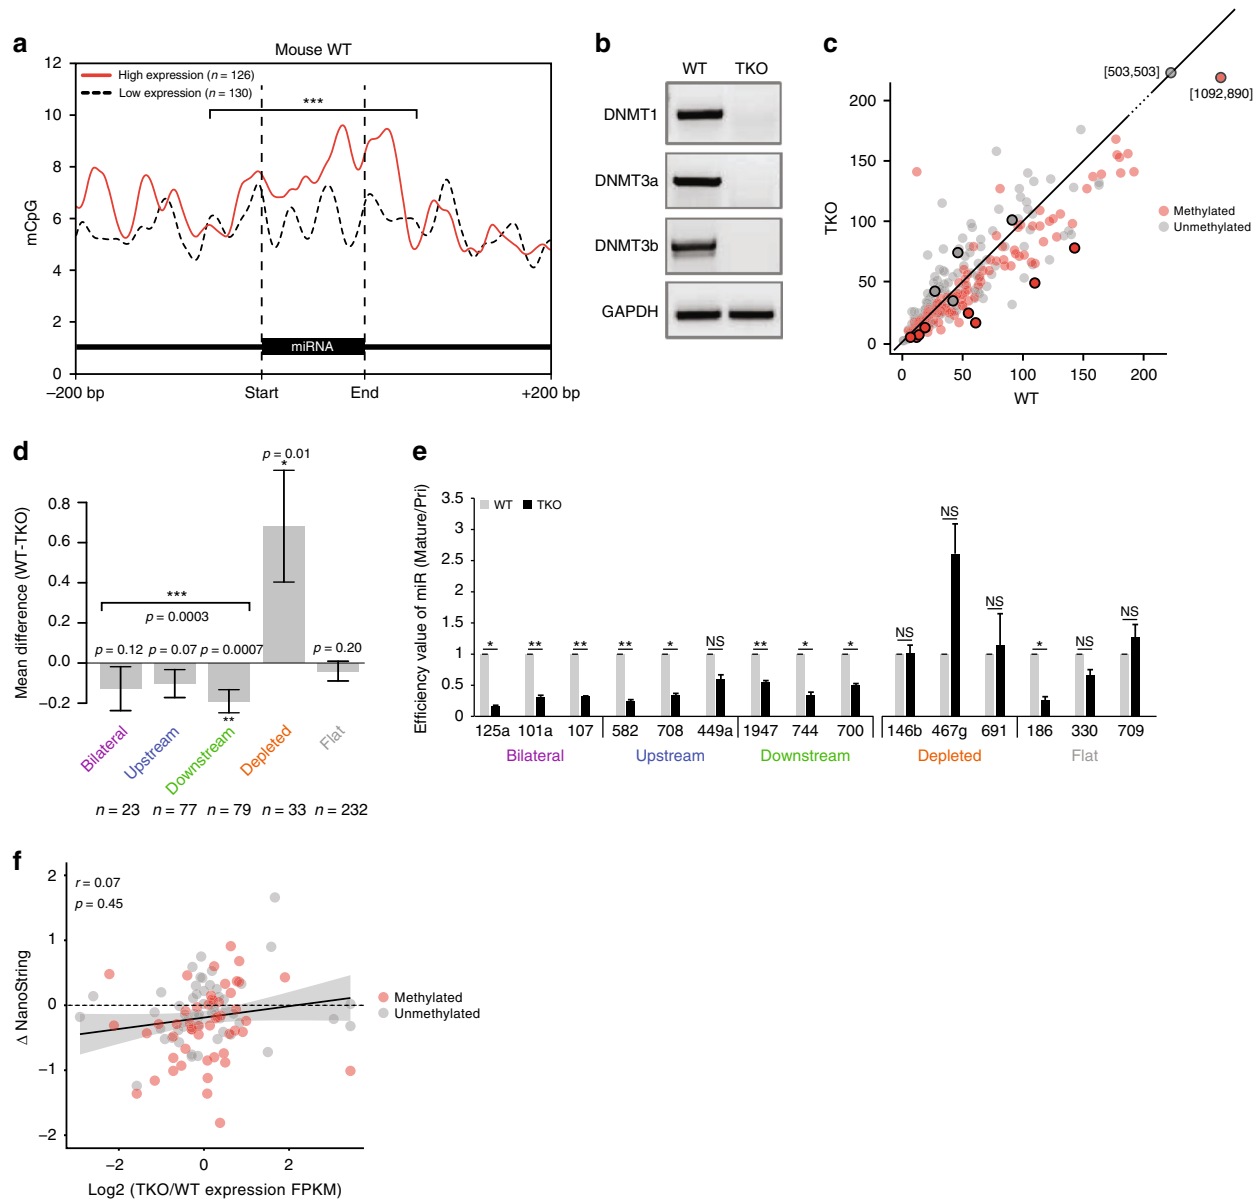 a
Mouse WT
12
10
8
6
4
2
0
mCpG
High expression (n = 126)
Low expression (n = 130)
***
miRNA
–200 bp
Start
End
+200 bp
b
WT
TKO
DNMT1
DNMT3a
DNMT3b
GAPDH
c
[503,503]
[1092,890]
200
150
100
50
0
TKO
Methylated
Unmethylated
0
50
100
150
200
WT
d
p = 0.01
*
0.8
0.6
0.4
0.2
0.0
–0.2
Mean difference (WT-TKO)
***
p = 0.0003
p = 0.12
p = 0.07
p = 0.0007
p = 0.20
**
Bilateral
Upstream
Downstream
Depleted
Flat
n = 23
n = 77
n = 79
n = 33
n = 232
e
3.5
3
2.5
2
1.5
1
0.5
0
Efficiency value of miR (Mature/Pri)
WT
TKO
*
**
**
**
*
NS
**
*
*
NS
NS
NS
*
NS
NS
125a
101a
107
582
708
449a
1947
744
700
146b
467g
691
186
330
709
Bilateral
Upstream
Downstream
Depleted
Flat
f
2
1
0
–1
–2
Δ NanoString
r = 0.07
p = 0.45
Methylated
Unmethylated
–2
0
2
Log2 (TKO/WT expression FPKM)